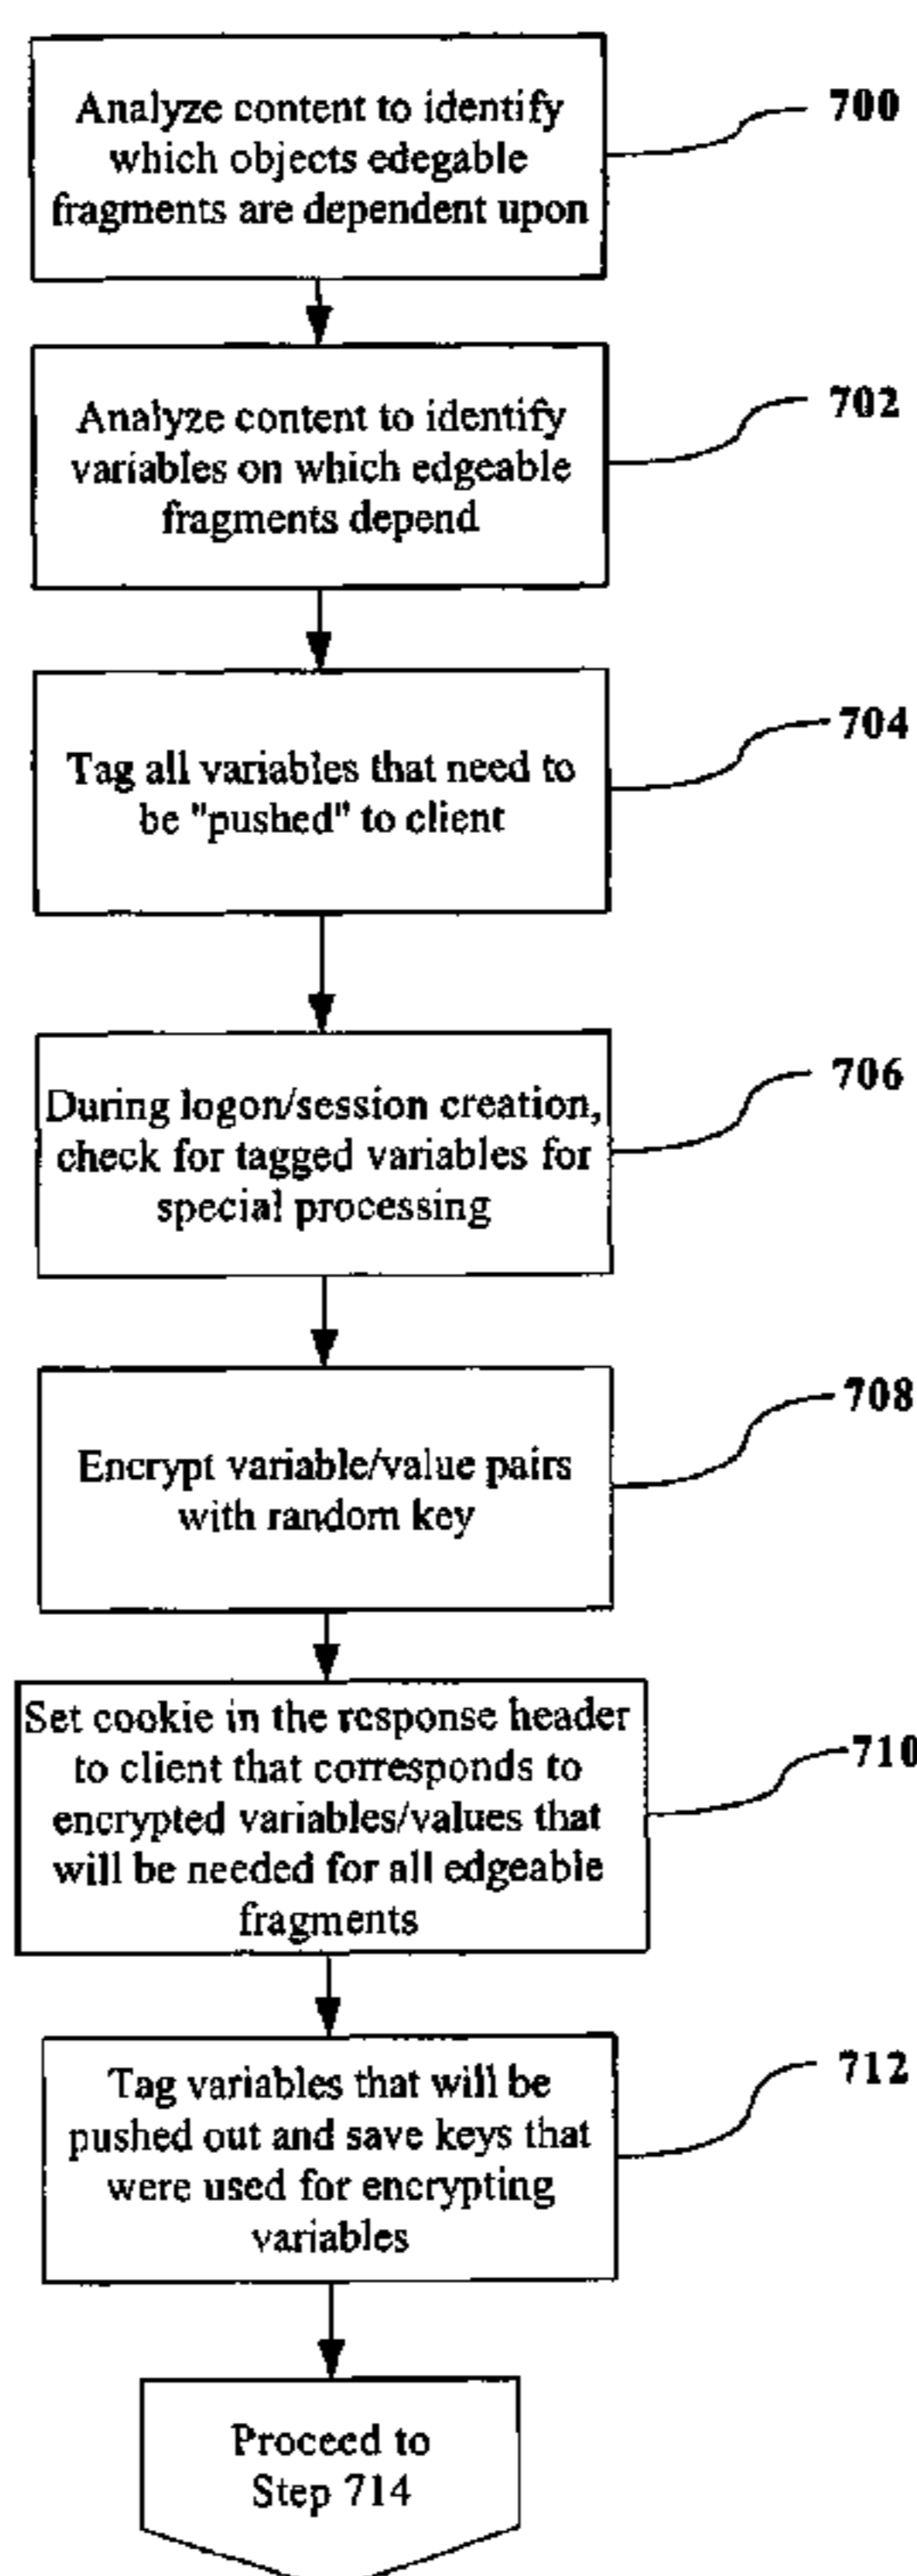 Analyze content to identify
which objects edegable
fragments are dependent upon
700
Analyze content to identify
variables on which edgeable
fragments depend
702
Tag all variables that need to
be "pushed" to client
704
During logon/session creation,
check for tagged variables for
special processing
706
Encrypt variable/value pairs
with random key
708
Set cookie in the response header
to client that corresponds to
encrypted variables/values that
will be needed for all edgeable
fragments
710
Tag variables that will be
pushed out and save keys that
were used for encrypting
variables
712
Proceed to
Step 714